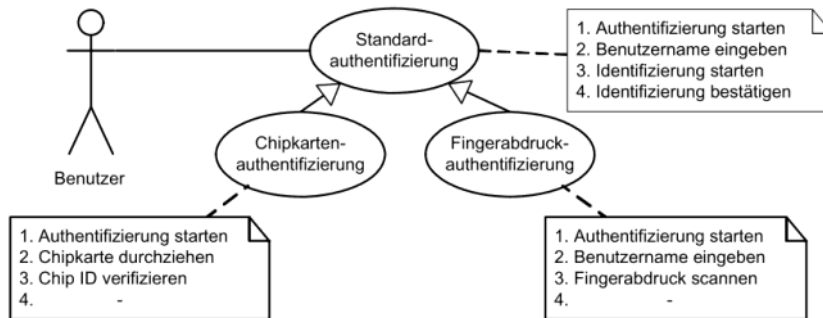 Standard-
authentifizierung
1. Authentifizierung starten
2. Benutzername eingeben
3. Identifizierung starten
4. Identifizierung bestätigen
Chipkarten-
authentifizierung
Fingerabdruck-
authentifizierung
Benutzer
1. Authentifizierung starten
2. Chipkarte durchziehen
3. Chip ID verifizieren
4. -
1. Authentifizierung starten
2. Benutzername eingeben
3. Fingerabdruck scannen
4. -